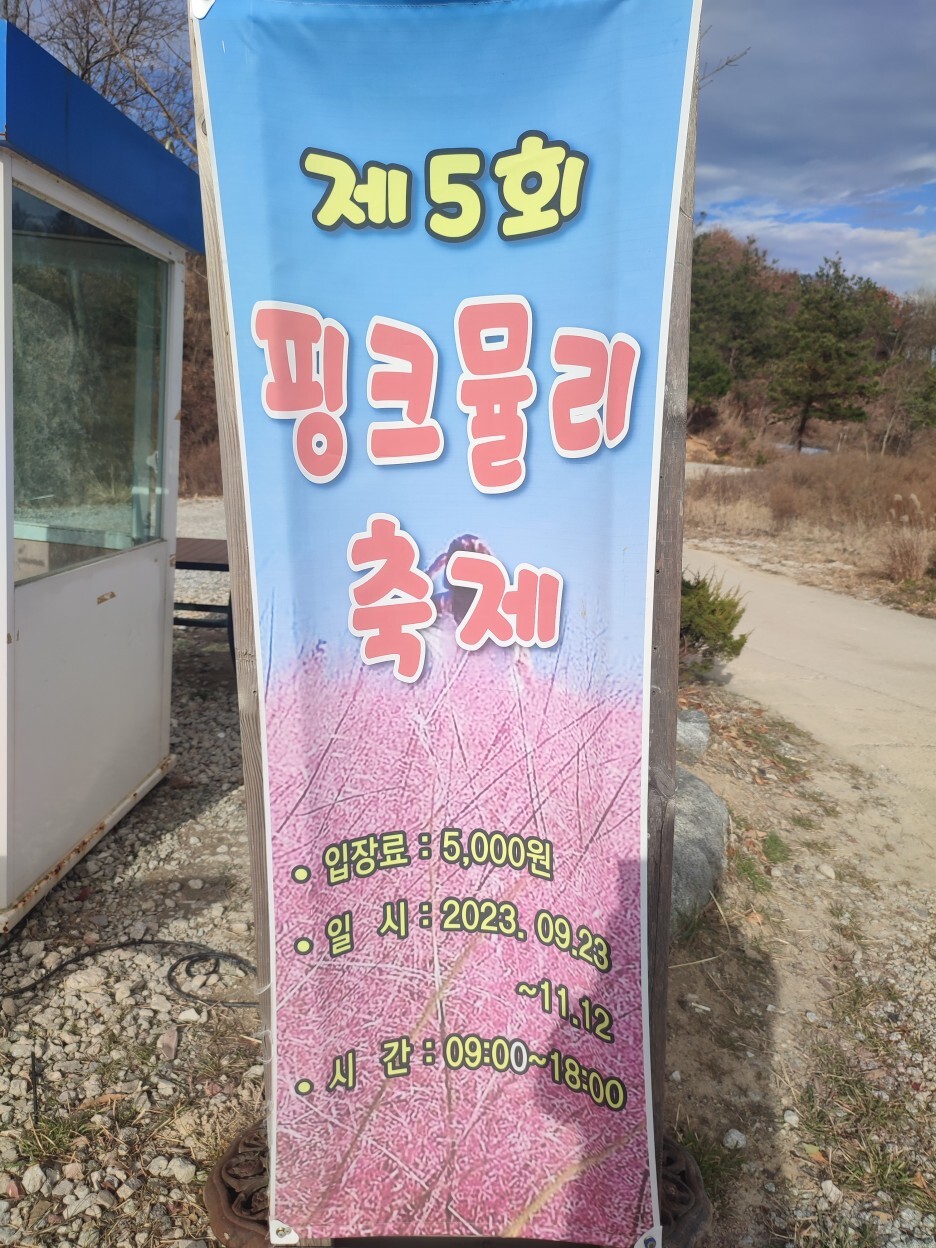 제5회
핑크뮬리
축제
• 입장료 : 5,000원
• 일 시 : 2023. 09.23
~11.12
• 시 간 : 09:00~18:00